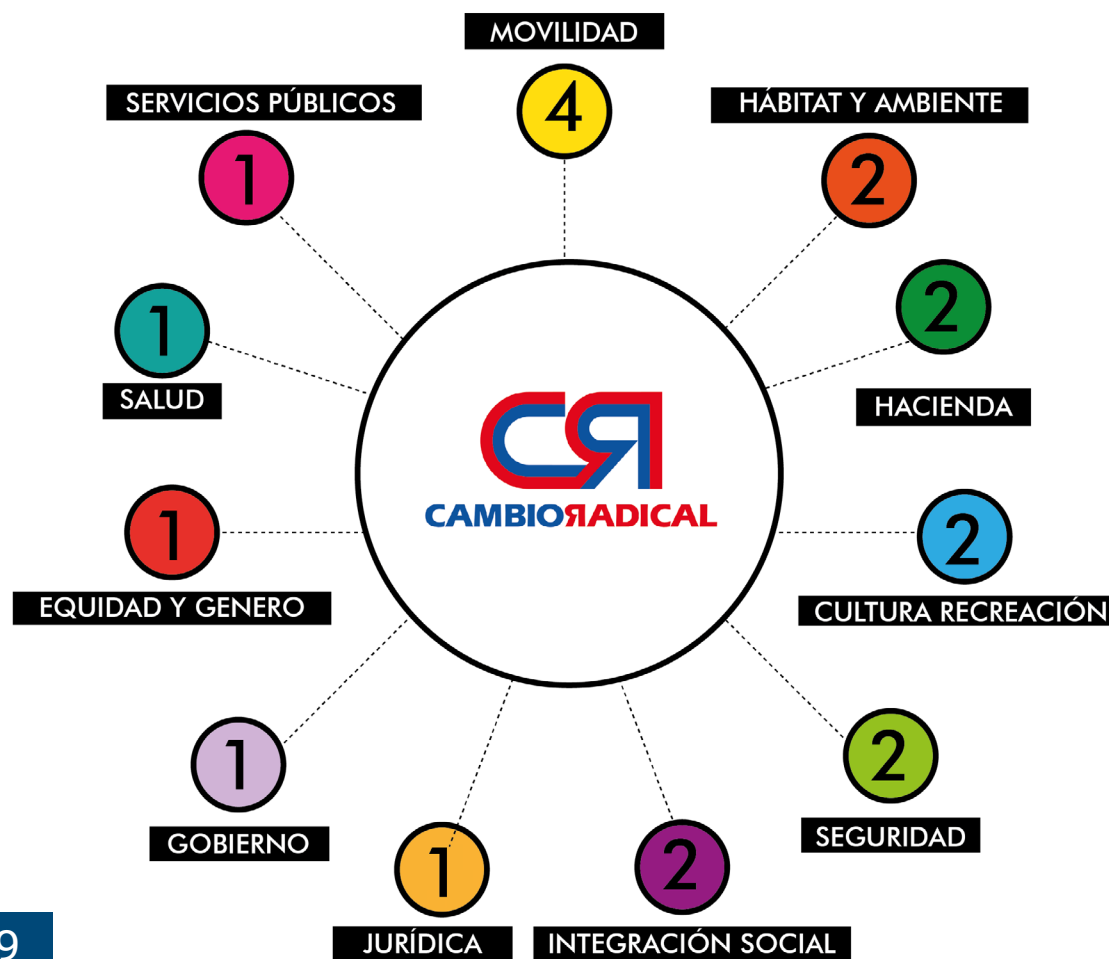 MOVILIDAD
4
SERVICIOS PÚBLICOS
1
HÁBITAT Y AMBIENTE
2
1
SALUD
2
HACIENDA
CR
CAMBIORADICAL
1
EQUIDAD Y GENERO
2
CULTURA RECREACIÓN
1
GOBIERNO
2
SEGURIDAD
1
JURÍDICA
2
INTEGRACIÓN SOCIAL
9